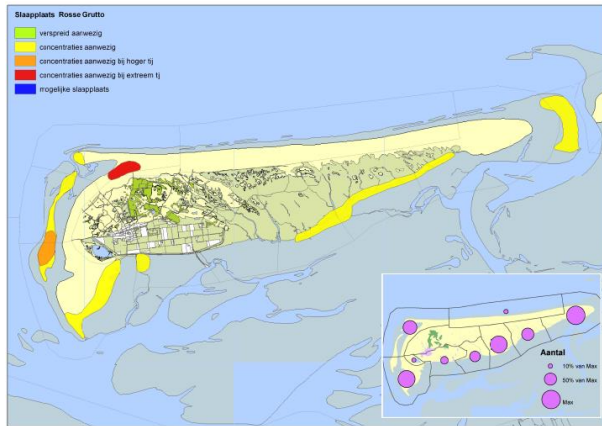 Slaapplaats Rosse Grutto
verspreid aanwezig
concentraties aanwezig
concentraties aanwezig bij hoger tij
concentraties aanwezig bij extreem tij
mogelijke slaapplaats
Aantal
10% van Max
50% van Max
Max